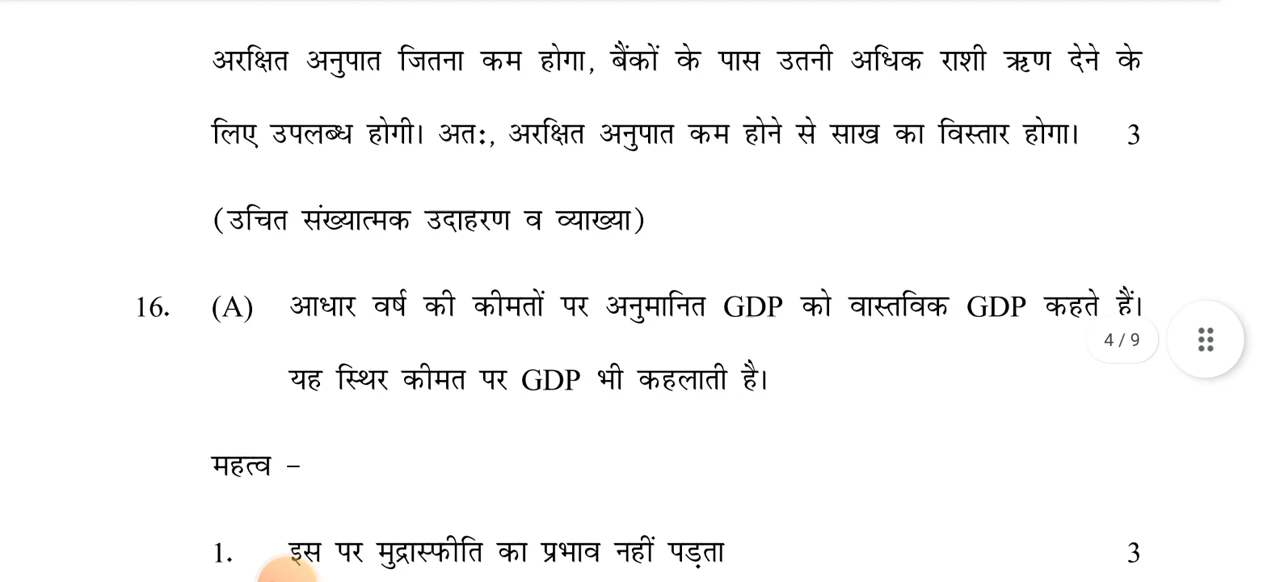 अरक्षित अनुपात जितना कम होगा, बैंकों के पास उतनी अधिक राशी ऋण देने के
लिए उपलब्ध होगी। अतः, अरक्षित अनुपात कम होने से साख का विस्तार होगा। 3
(उचित संख्यात्मक उदाहरण व व्याख्या)
16. (A) आधार वर्ष की कीमतों पर अनुमानित GDP को वास्तविक GDP कहते हैं।
4 / 9
यह स्थिर कीमत पर GDP भी कहलाती है।
महत्व –
1. इस पर मुद्रास्फीति का प्रभाव नहीं पड़ता 3